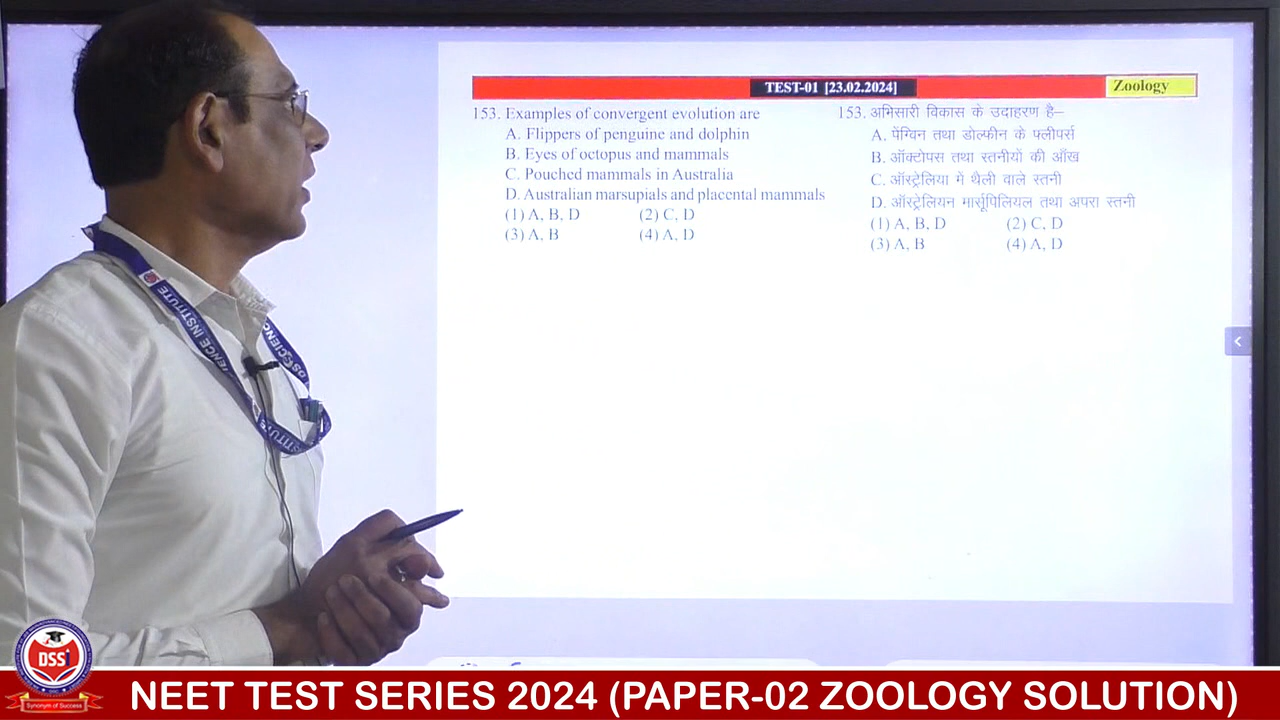 TEST-01 [23.02.2024]
Zoology
153. Examples of convergent evolution are
A. Flippers of penguine and dolphin
B. Eyes of octopus and mammals
C. Pouched mammals in Australia
D. Australian marsupials and placental mammals
(1) A, B, D (2) C, D
(3) A, B (4) A, D
153. अभिसारी विकास के उदाहरण है–
A. पेंग्विन तथा डोल्फीन के फ्लीपर्स
B. ऑक्टोपस तथा स्तनीयों की आँख
C. ऑस्ट्रेलिया में थैली वाले स्तनी
D. ऑस्ट्रेलियन मार्सूपिलियल तथा अपरा स्तनी
(1) A, B, D (2) C, D
(3) A, B (4) A, D
ENCE INSTITUTE
DSSi
Synonym of Success
NEET TEST SERIES 2024 (PAPER-02 ZOOLOGY SOLUTION)